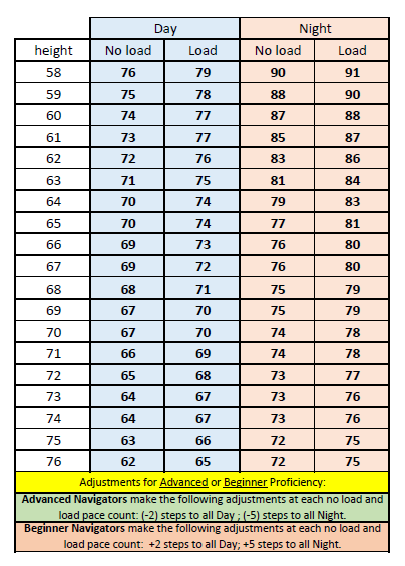 Day Night
height No load Load No load Load
58 76 79 90 91
59 75 78 88 90
60 74 77 87 88
61 73 77 85 87
62 72 76 83 86
63 71 75 81 84
64 70 74 79 83
65 70 74 77 81
66 69 73 76 80
67 69 72 76 80
68 68 71 75 79
69 67 70 75 79
70 67 70 74 78
71 66 69 74 78
72 65 68 73 77
73 64 67 73 76
74 64 67 73 76
75 63 66 72 75
76 62 65 72 75
Adjustments for Advanced or Beginner Proficiency:
Advanced Navigators make the following adjustments at each no load and
load pace count: (-2) steps to all Day ; (-5) steps to all Night.
Beginner Navigators make the following adjustments at each no load and
load pace count: +2 steps to all Day; +5 steps to all Night.